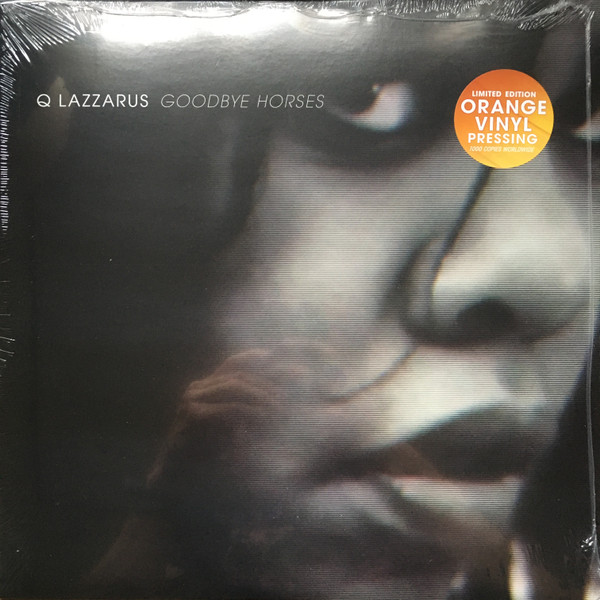 Q LAZZARUS GOODBYE HORSES
LIMITED EDITION
ORANGE
VINYL
PRESSING
1000 COPIES WORLDWIDE